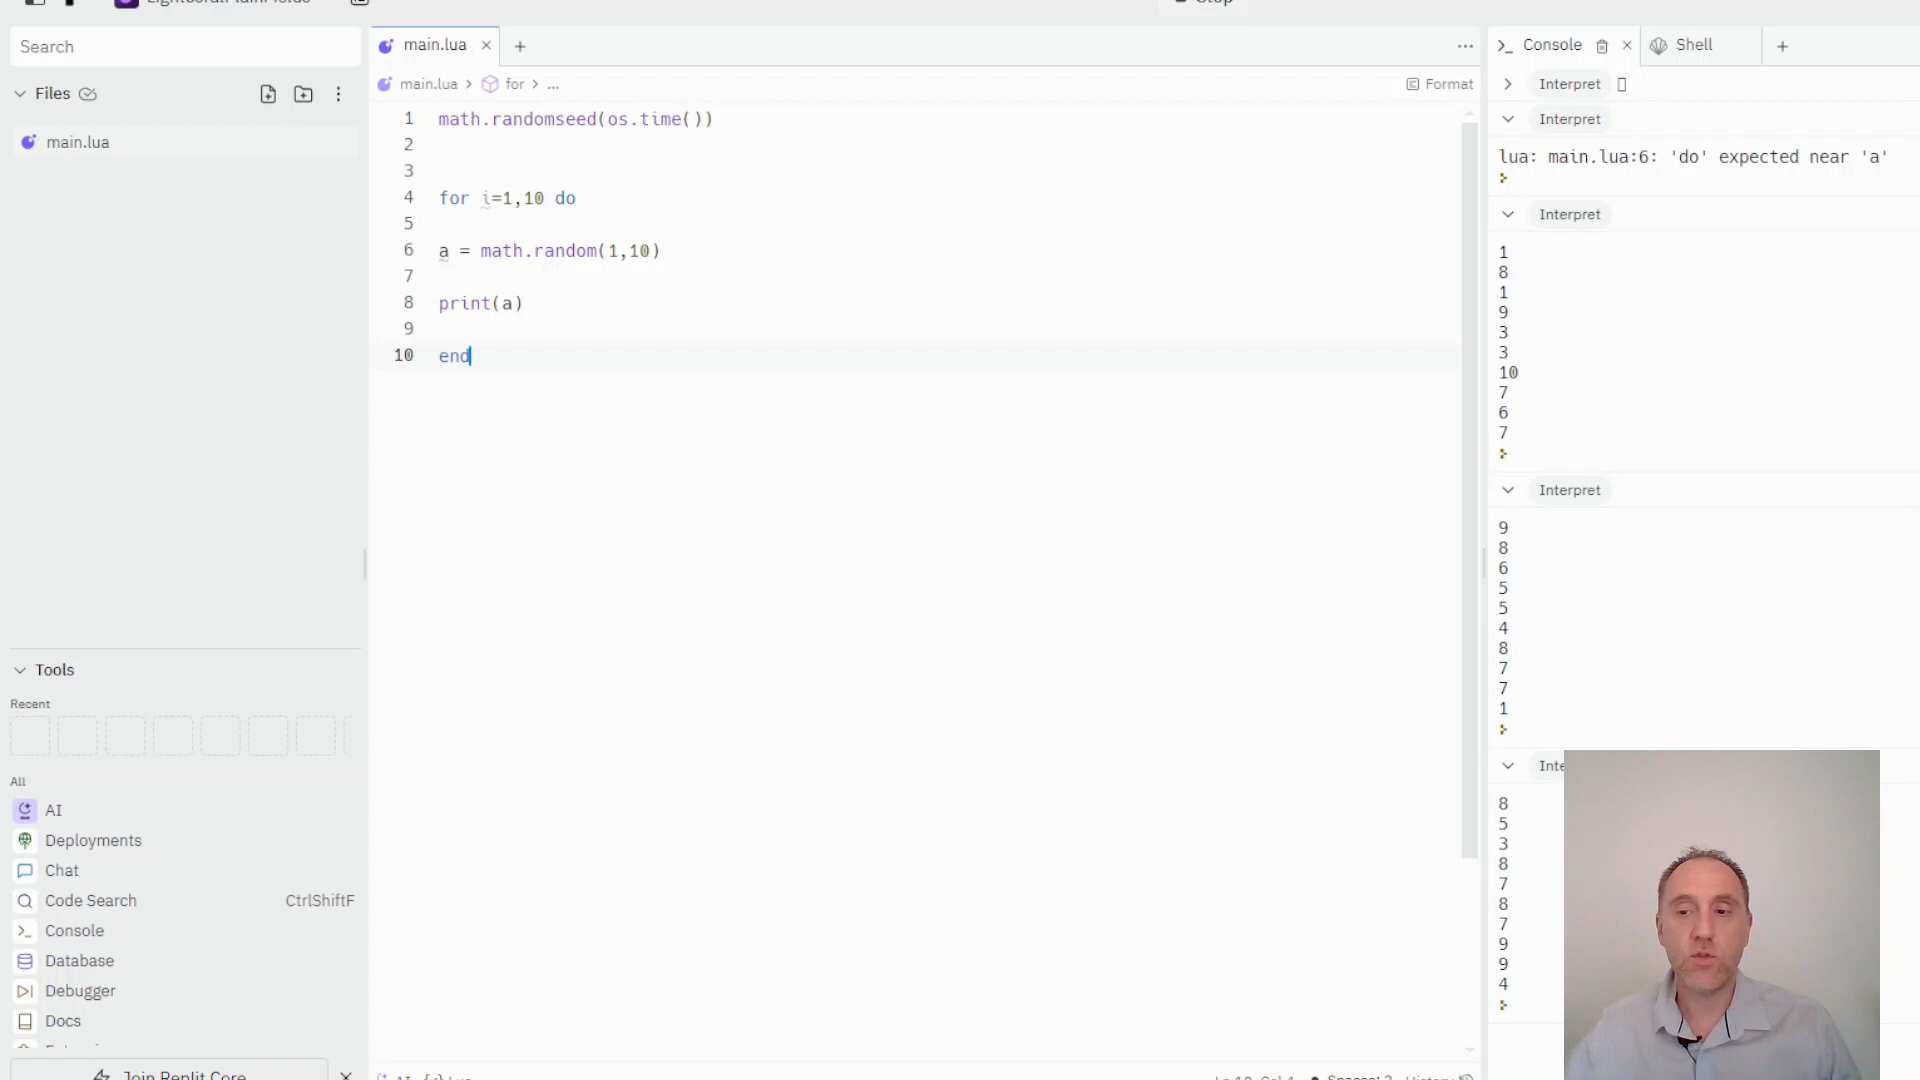 Stop
Search
Files
main.lua
Tools
Recent
All
AI
Deployments
Chat
Code Search CtrlShiftF
Console
Database
Debugger
Docs
Join Replit Core
main.lua
main.lua > for > ...
Format
1 math.randomseed(os.time())
2
3
4 for i=1,10 do
5
6 a = math.random(1,10)
7
8 print(a)
9
10 end
Console
Shell
Interpret
Interpret
lua: main.lua:6: 'do' expected near 'a'
Interpret
1
8
1
9
3
3
10
7
6
7
Interpret
9
8
6
5
5
4
8
7
7
1
8
5
3
8
7
8
7
9
9
4